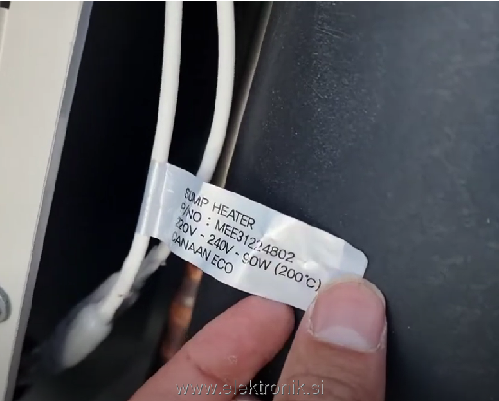 SUMP HEATER
P/NO : MEE31224802
220V - 240V - 90W (200°C)
CANAAN ECO
www.elektronik.si